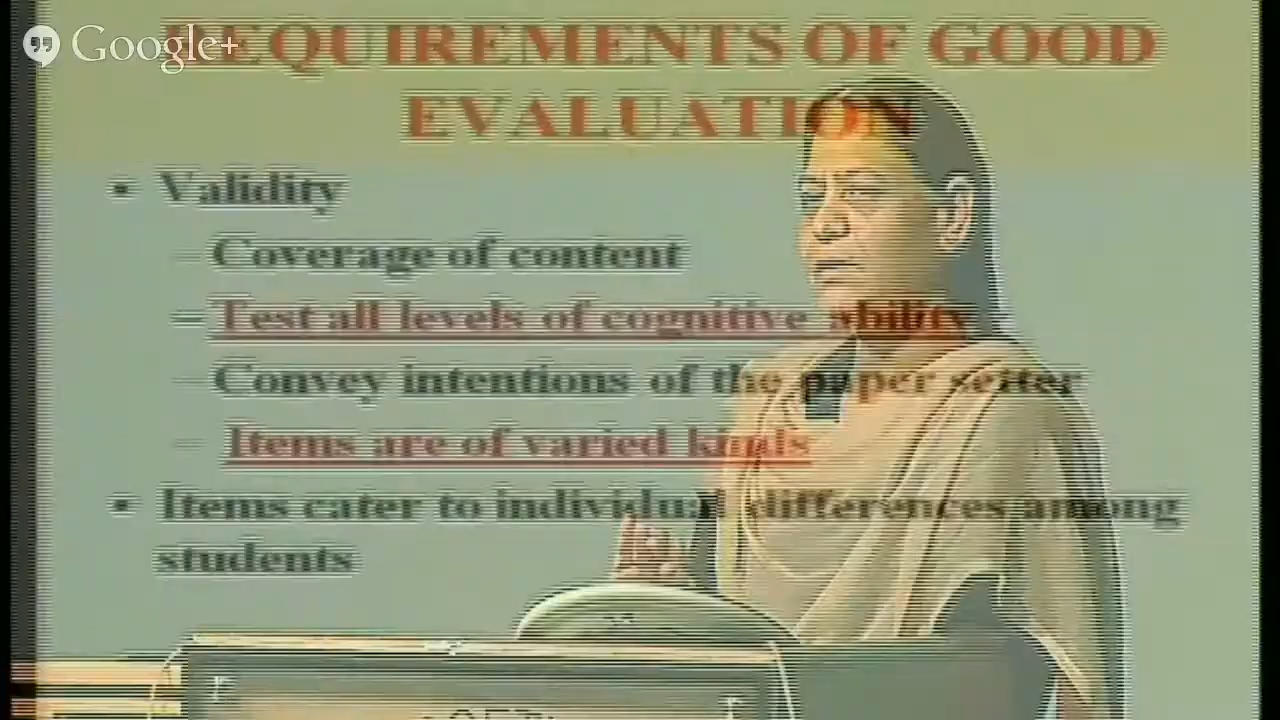 Google+
REQUIREMENTS OF GOOD
EVALUATION
• Validity
– Coverage of content
– Test all levels of cognitive ability
– Convey intentions of the paper setter
– Items are of varied kinds
• Items cater to individual differences among
students